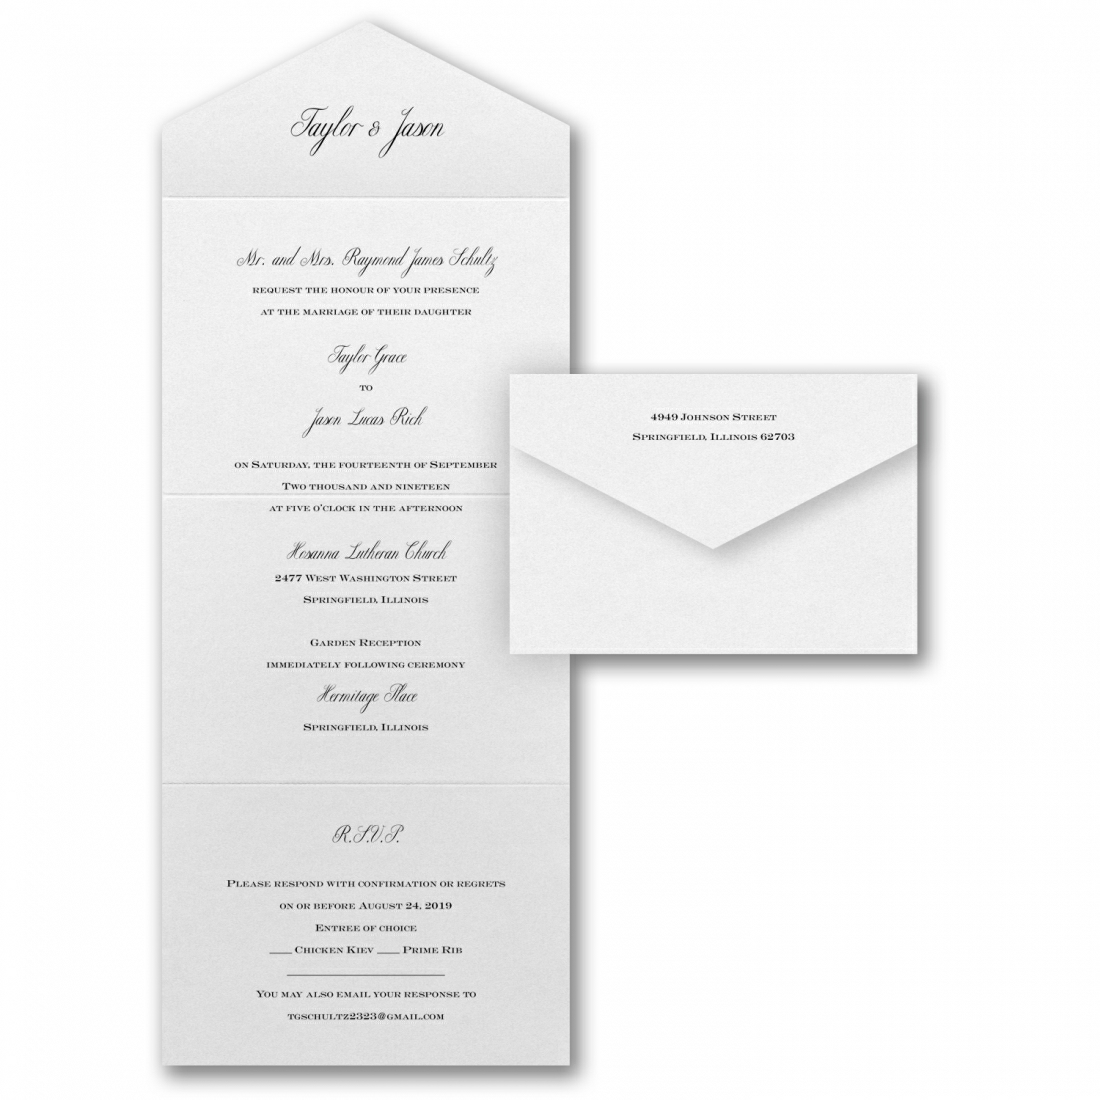 Taylor & Jason
Mr. and Mrs. Raymond James Schultz
request the honour of your presence
at the marriage of their daughter
Taylor Grace
to
Jason Lucas Rich
on Saturday, the fourteenth of September
Two thousand and nineteen
at five o'clock in the afternoon
Hosanna Lutheran Church
2477 West Washington Street
Springfield, Illinois
Garden Reception
immediately following ceremony
Hermitage Place
Springfield, Illinois
R.S.V.P.
Please respond with confirmation or regrets
on or before August 24, 2019
Entree of choice
___ Chicken Kiev ___ Prime Rib
You may also email your response to
tgschultz2323@gmail.com
4949 Johnson Street
Springfield, Illinois 62703